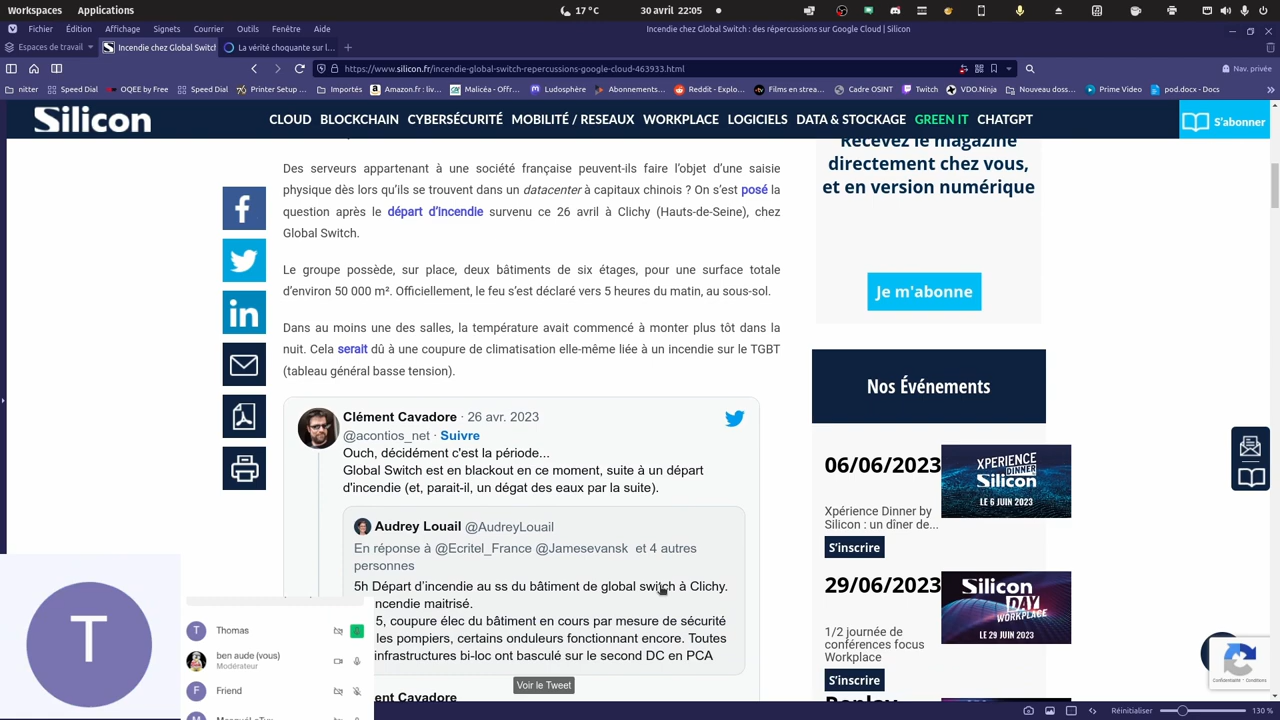 mardi 30 mai
17 °C
20:05:58
Fichier Édition Affichage Signets Courrier Outils Fenêtre Aide
Incendie chez Global Switch : des répercussions sur Google Cloud | Silicon
Espaces de travail
Incendie chez Global Switch
La vérité choquante sur l...
https://www.silicon.fr/incendie-global-switch-repercussions-google-cloud-463933.html
Nav. privée
nitter
Speed Dial
OQEE by Free
Speed Dial
Printer Setup ...
Importés
Amazon.fr : liv...
Malicéa – Offr...
Ludosphère
Abonnements...
Reddit - Explo...
Films en strea...
Cadre OSINT
Twitch
Nouveau doss...
Prime Video
pod.docx - Docs
Silicon
CLOUD BLOCKCHAIN CYBERSÉCURITÉ MOBILITÉ / RESEAUX WORKPLACE LOGICIELS DATA & STOCKAGE GREEN IT CHATGPT
S'abonner
Des serveurs appartenant à une société française peuvent-ils faire l'objet d'une saisie
physique dès lors qu'ils se trouvent dans un datacenter à capitaux chinois ? On s'est posé la
question après le départ d'incendie survenu ce 26 avril à Clichy (Hauts-de-Seine), chez
Global Switch.
Le groupe possède, sur place, deux bâtiments de six étages, pour une surface totale
d'environ 50 000 m². Officiellement, le feu s'est déclaré vers 5 heures du matin, au sous-sol.
Dans au moins une des salles, la température avait commencé à monter plus tôt dans la
nuit. Cela serait dû à une coupure de climatisation elle-même liée à un incendie sur le TGBT
(tableau général basse tension).
Clément Cavadore · 26 avr. 2023
@acontios_net · Suivre
Ouch, décidément c'est la période...
Global Switch est en blackout en ce moment, suite à un départ
d'incendie (et, parait-il, un dégat des eaux par la suite).
Audrey Louail @AudreyLouail
En réponse à @Ecritel_France @Jamesevansk et 4 autres
personnes
5h Départ d'incendie au ss du bâtiment de global switch à Clichy.
ncendie maitrisé.
5, coupure élec du bâtiment en cours par mesure de sécurité
les pompiers, certains onduleurs fonctionnant encore. Toutes
infrastructures bi-loc ont basculé sur le second DC en PCA
Voir le Tweet
ent Cavadore
Recevez le magazine
directement chez vous,
et en version numérique
Je m'abonne
Nos Événements
06/06/2023
XPERIENCE
DINNER
Silicon
LE 6 JUIN 2023
Xpérience Dinner by
Silicon : un dîner de...
S'inscrire
29/06/2023
Silicon
DAY
WORKPLACE
LE 29 JUIN 2023
1/2 journée de
conférences focus
Workplace
S'inscrire
Confidentialité - Conditions
T
T
Thomas
ben aude (vous)
Modérateur
F
Friend
Réinitialiser
130 %